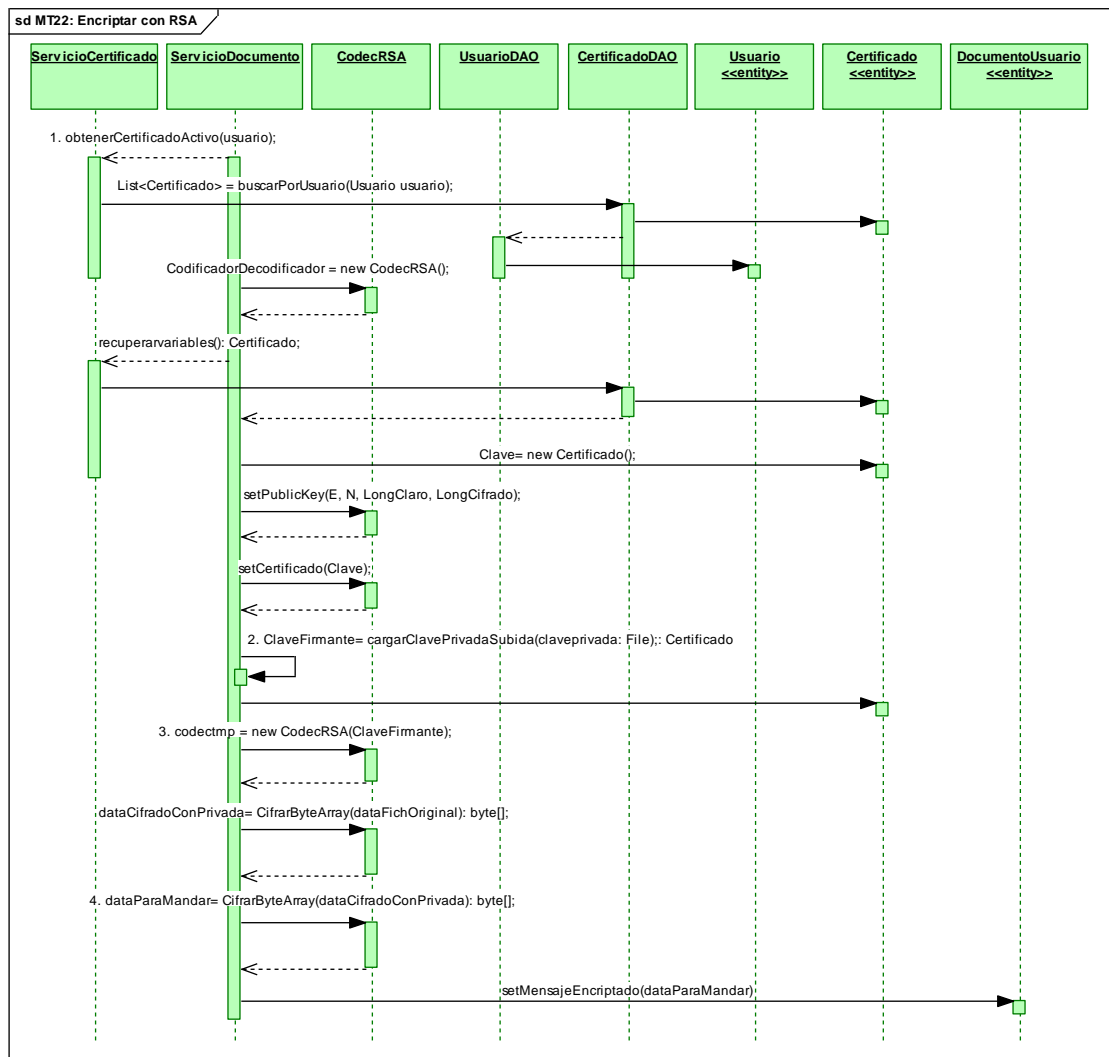 sd MT22: Encriptar con RSA
ServicioCertificado
ServicioDocumento
CodecRSA
UsuarioDAO
CertificadoDAO
Usuario
<<entity>>
Certificado
<<entity>>
DocumentoUsuario
<<entity>>
1. obtenerCertificadoActivo(usuario);
List<Certificado> = buscarPorUsuario(Usuario usuario);
CodificadorDecodificador = new CodecRSA();
recuperarvariables(): Certificado;
Clave= new Certificado();
setPublicKey(E, N, LongClaro, LongCifrado);
setCertificado(Clave);
2. ClaveFirmante= cargarClavePrivadaSubida(claveprivada: File);: Certificado
3. codectmp = new CodecRSA(ClaveFirmante);
dataCifradoConPrivada= CifrarByteArray(dataFichOriginal): byte[];
4. dataParaMandar= CifrarByteArray(dataCifradoConPrivada): byte[];
setMensajeEncriptado(dataParaMandar)